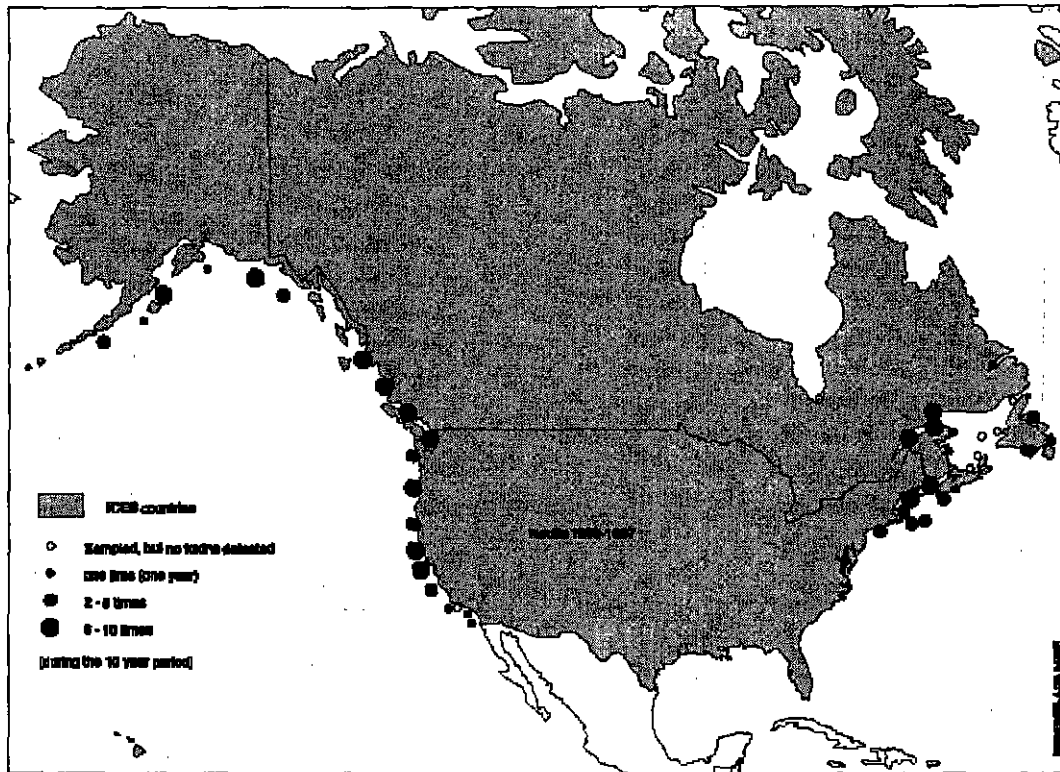 ICES countries
Sampled, but no toxins detected
one time (one year)
2 - 5 times
6 - 10 times
[during the 10 year period]